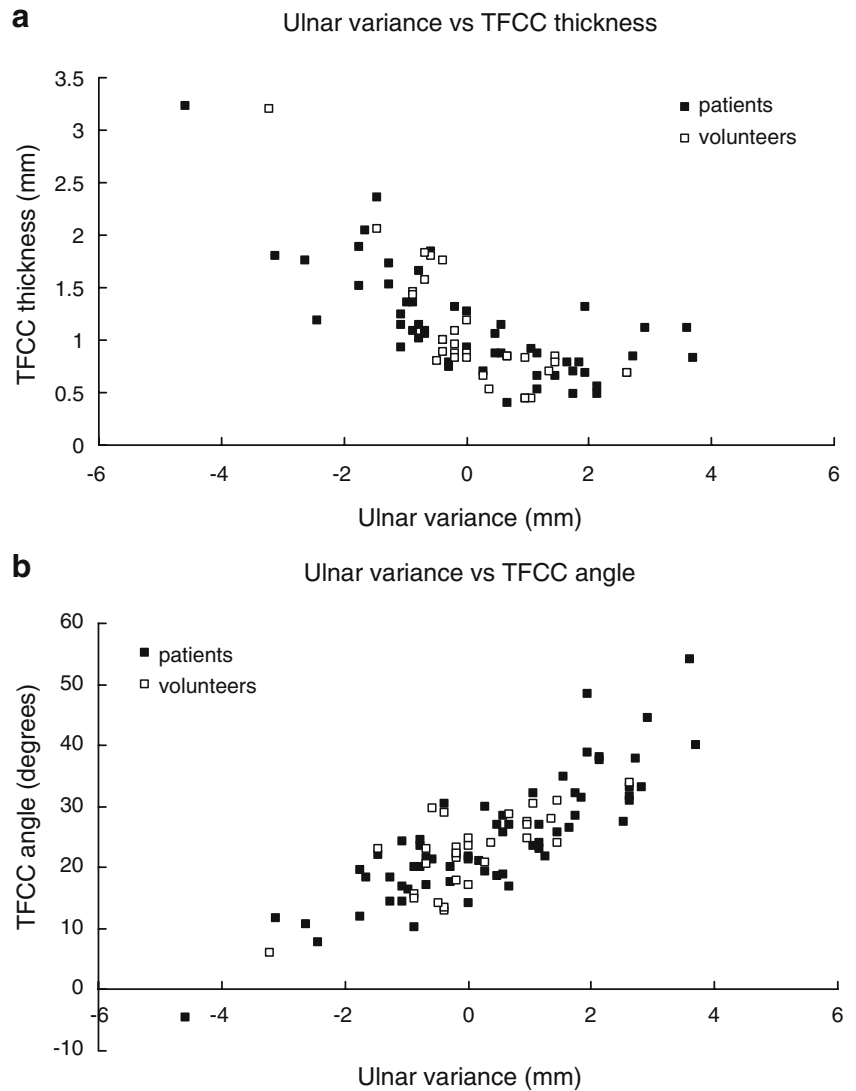 a
Ulnar variance vs TFCC thickness
3.5
3
2.5
2
1.5
1
0.5
0
-6 -4 -2 0 2 4 6
TFCC thickness (mm)
Ulnar variance (mm)
patients
volunteers
b
Ulnar variance vs TFCC angle
60
50
40
30
20
10
0
-10
-6 -4 -2 0 2 4 6
TFCC angle (degrees)
Ulnar variance (mm)
patients
volunteers